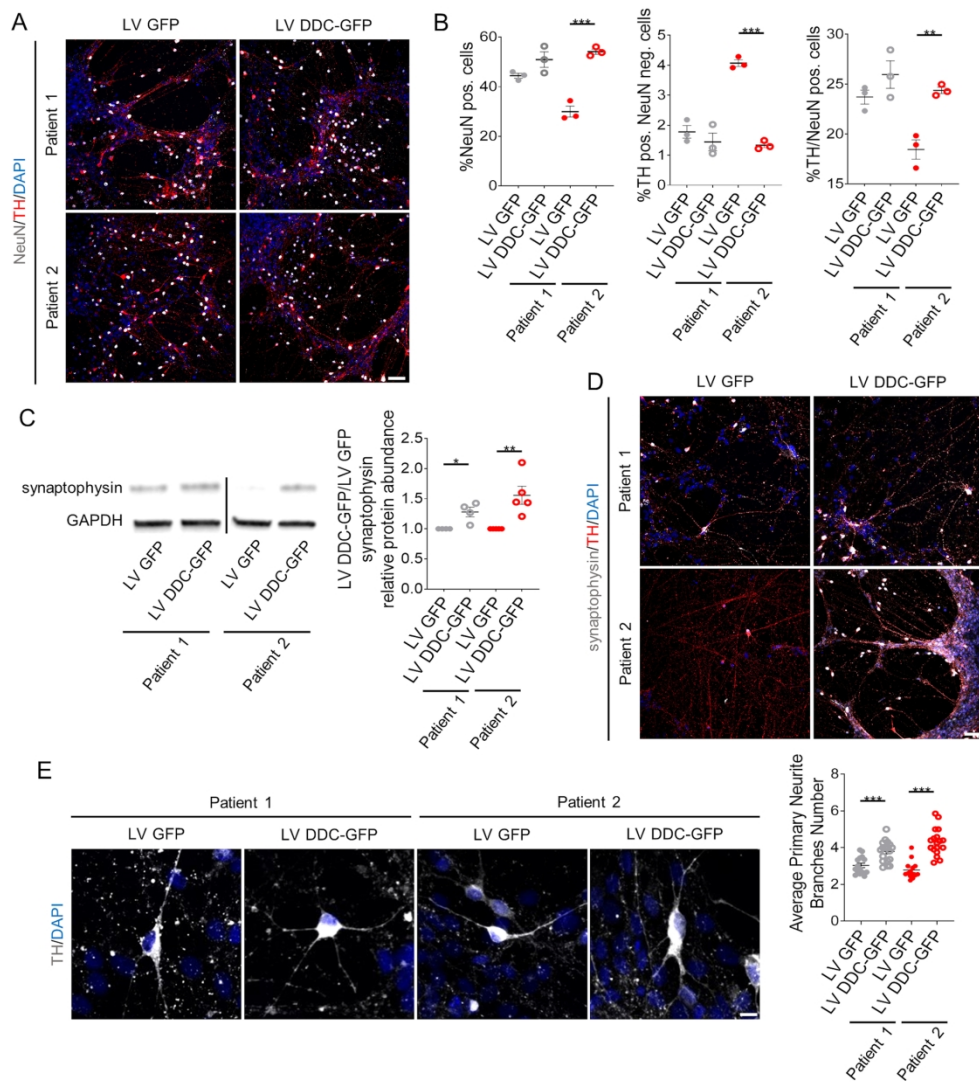 A
LV GFP
LV DDC-GFP
Patient 1
Patient 2
NeuN/TH/DAPI
B
***
%NeuN pos. cells
60
40
20
0
LV GFP
LV DDC-GFP
LV GFP
LV DDC-GFP
Patient 1
Patient 2
***
%TH pos. NeuN neg. cells
5
4
3
2
1
0
LV GFP
LV DDC-GFP
LV GFP
LV DDC-GFP
Patient 1
Patient 2
**
%TH/NeuN pos. cells
25
20
15
LV GFP
LV DDC-GFP
LV GFP
LV DDC-GFP
Patient 1
Patient 2
C
synaptophysin
GAPDH
LV GFP
LV DDC-GFP
LV GFP
LV DDC-GFP
Patient 1
Patient 2
LV DDC-GFP/LV GFP
synaptophysin
relative protein abundance
2.5
2.0
1.5
1.0
0.5
0
*
**
LV GFP
LV DDC-GFP
LV GFP
LV DDC-GFP
Patient 1
Patient 2
D
LV GFP
LV DDC-GFP
Patient 1
Patient 2
synaptophysin/TH/DAPI
E
Patient 1
Patient 2
LV GFP
LV DDC-GFP
LV GFP
LV DDC-GFP
TH/DAPI
Average Primary Neurite
Branches Number
8
6
4
2
0
***
***
LV GFP
LV DDC-GFP
LV GFP
LV DDC-GFP
Patient 1
Patient 2